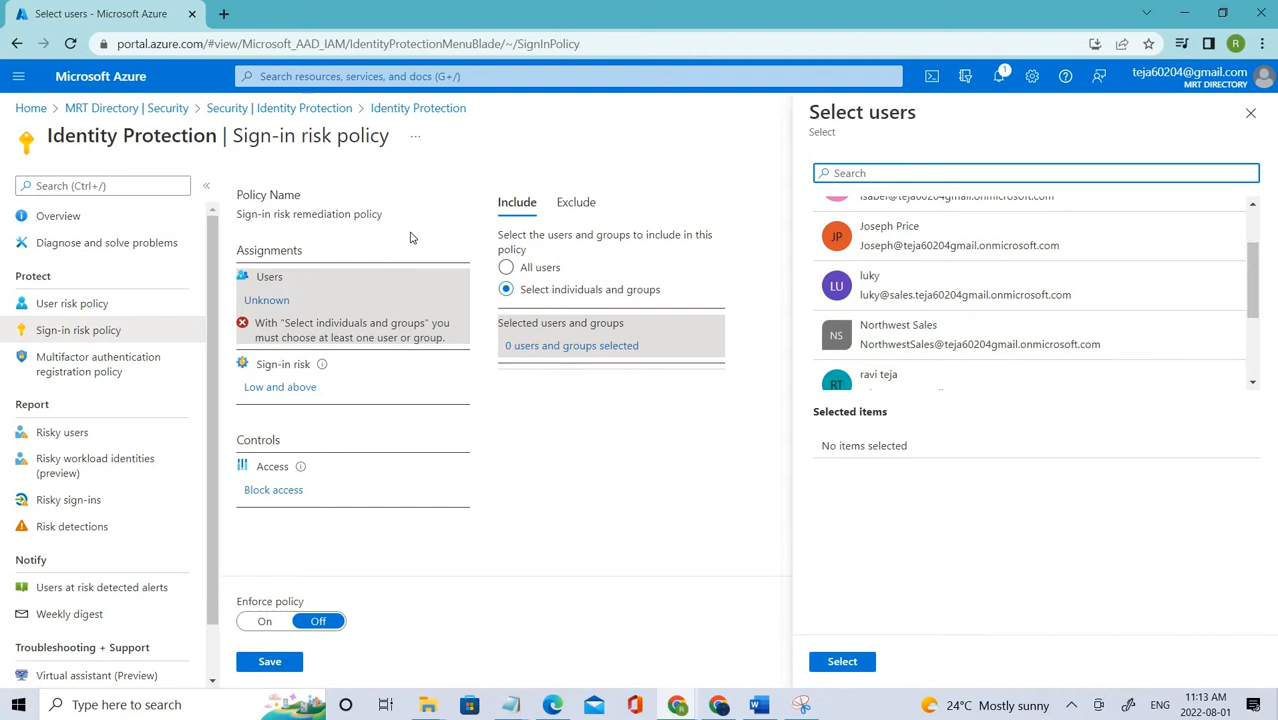 Select users - Microsoft Azure
portal.azure.com/#view/Microsoft_AAD_IAM/IdentityProtectionMenuBlade/~/SignInPolicy
R
Microsoft Azure
Search resources, services, and docs (G+/)
1
teja60204@gmail.com
MRT DIRECTORY
Home > MRT Directory | Security > Security | Identity Protection > Identity Protection
Identity Protection | Sign-in risk policy ...
Search (Ctrl+/)
Overview
Diagnose and solve problems
Protect
User risk policy
Sign-in risk policy
Multifactor authentication
registration policy
Report
Risky users
Risky workload identities
(preview)
Risky sign-ins
Risk detections
Notify
Users at risk detected alerts
Weekly digest
Troubleshooting + Support
Virtual assistant (Preview)
Policy Name
Sign-in risk remediation policy
Assignments
Users
Unknown
With "Select individuals and groups" you
must choose at least one user or group.
Sign-in risk
Low and above
Controls
Access
Block access
Enforce policy
On Off
Save
Include Exclude
Select the users and groups to include in this
policy
All users
Select individuals and groups
Selected users and groups
0 users and groups selected
Select users
Select
Search
isabel@teja60204gmail.onmicrosoft.com
JP
Joseph Price
Joseph@teja60204gmail.onmicrosoft.com
LU
luky
luky@sales.teja60204gmail.onmicrosoft.com
NS
Northwest Sales
NorthwestSales@teja60204gmail.onmicrosoft.com
RT
ravi teja
Selected items
No items selected
Select
Type here to search
24°C Mostly sunny
ENG
11:13 AM
2022-08-01